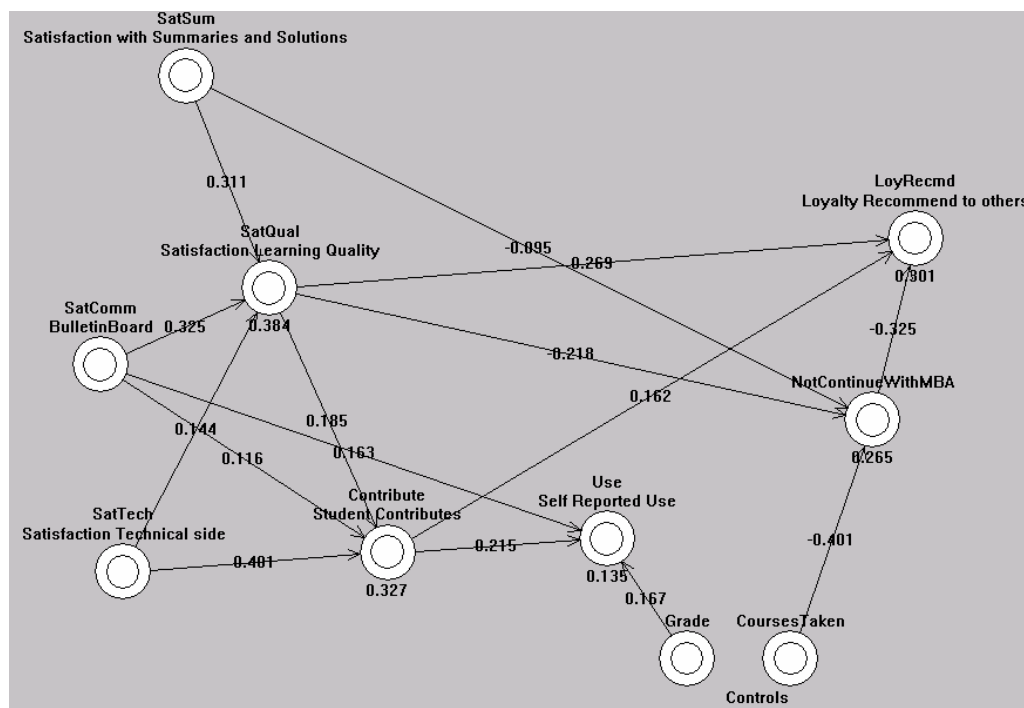 SatSum
Satisfaction with Summaries and Solutions
0.311
LoyRecmd
Loyalty Recommend to others
SatQual
Satisfaction Learning Quality
-0.095
0.269
0.301
SatComm
BulletinBoard
0.325
0.384
-0.325
-0.218
NotContinueWithMBA
0.162
0.144
0.185
0.163
0.116
0.265
Contribute
Student Contributes
Use
Self Reported Use
SatTech
Satisfaction Technical side
0.401
0.215
-0.401
0.327
0.135
0.167
Grade
CoursesTaken
Controls